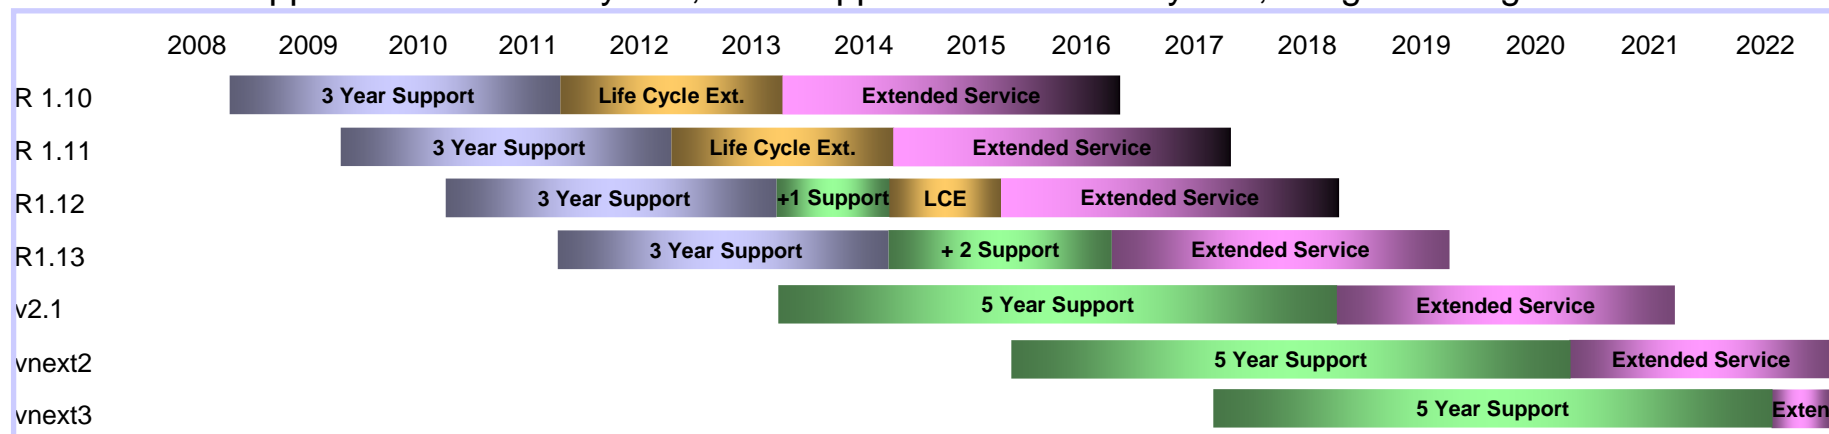 2008 2009 2010 2011 2012 2013 2014 2015 2016 2017 2018 2019 2020 2021 2022
R 1.10 3 Year Support Life Cycle Ext. Extended Service
R 1.11 3 Year Support Life Cycle Ext. Extended Service
R1.12 3 Year Support +1 Support LCE Extended Service
R1.13 3 Year Support + 2 Support Extended Service
v2.1 5 Year Support Extended Service
vnext2 5 Year Support Extended Service
vnext3 5 Year Support Exten